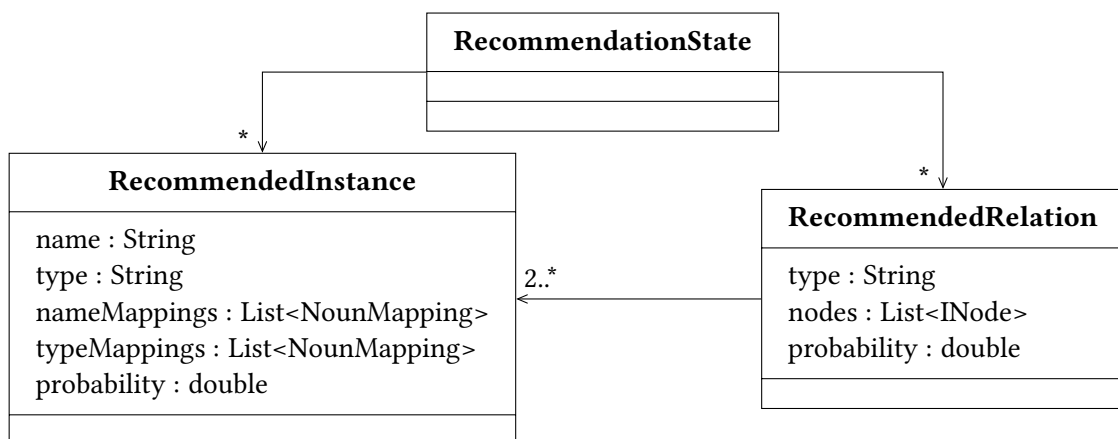 RecommendationState
*
*
RecommendedInstance
name : String
type : String
nameMappings : List<NounMapping>
typeMappings : List<NounMapping>
probability : double
2..*
RecommendedRelation
type : String
nodes : List<INode>
probability : double